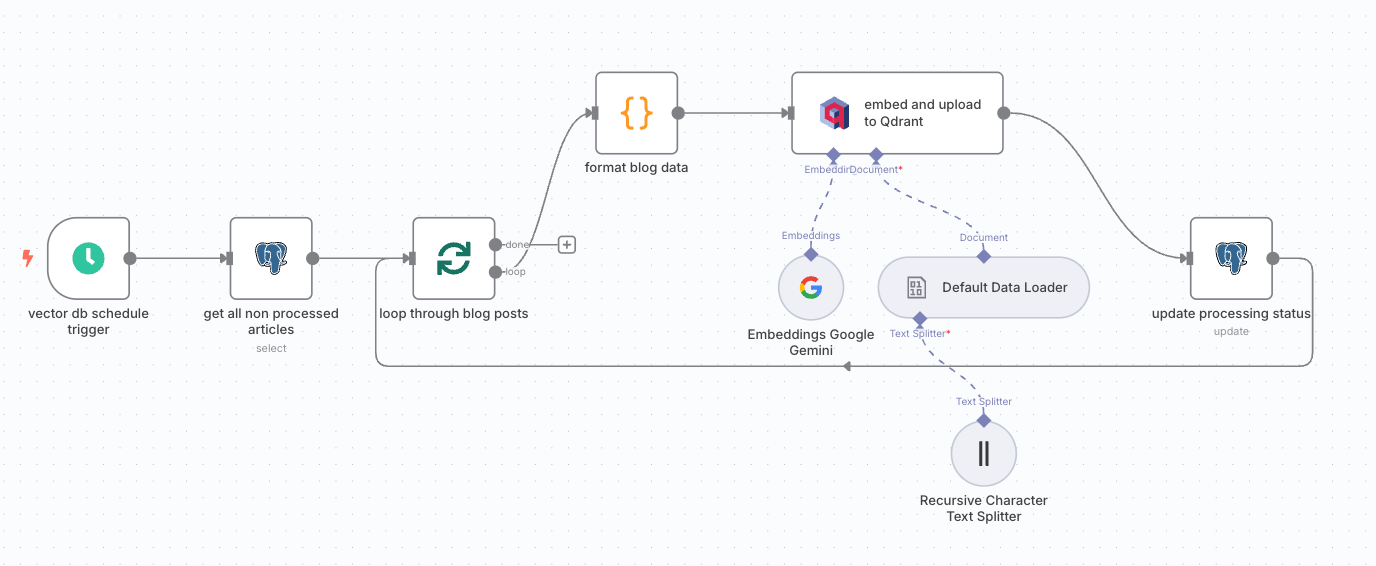 vector db schedule
trigger
get all non processed
articles
select
loop through blog posts
done
loop
format blog data
embed and upload
to Qdrant
Document*
Embeddings
Embeddings Google
Gemini
Document
Default Data Loader
Text Splitter*
Text Splitter
Recursive Character
Text Splitter
update processing status
update